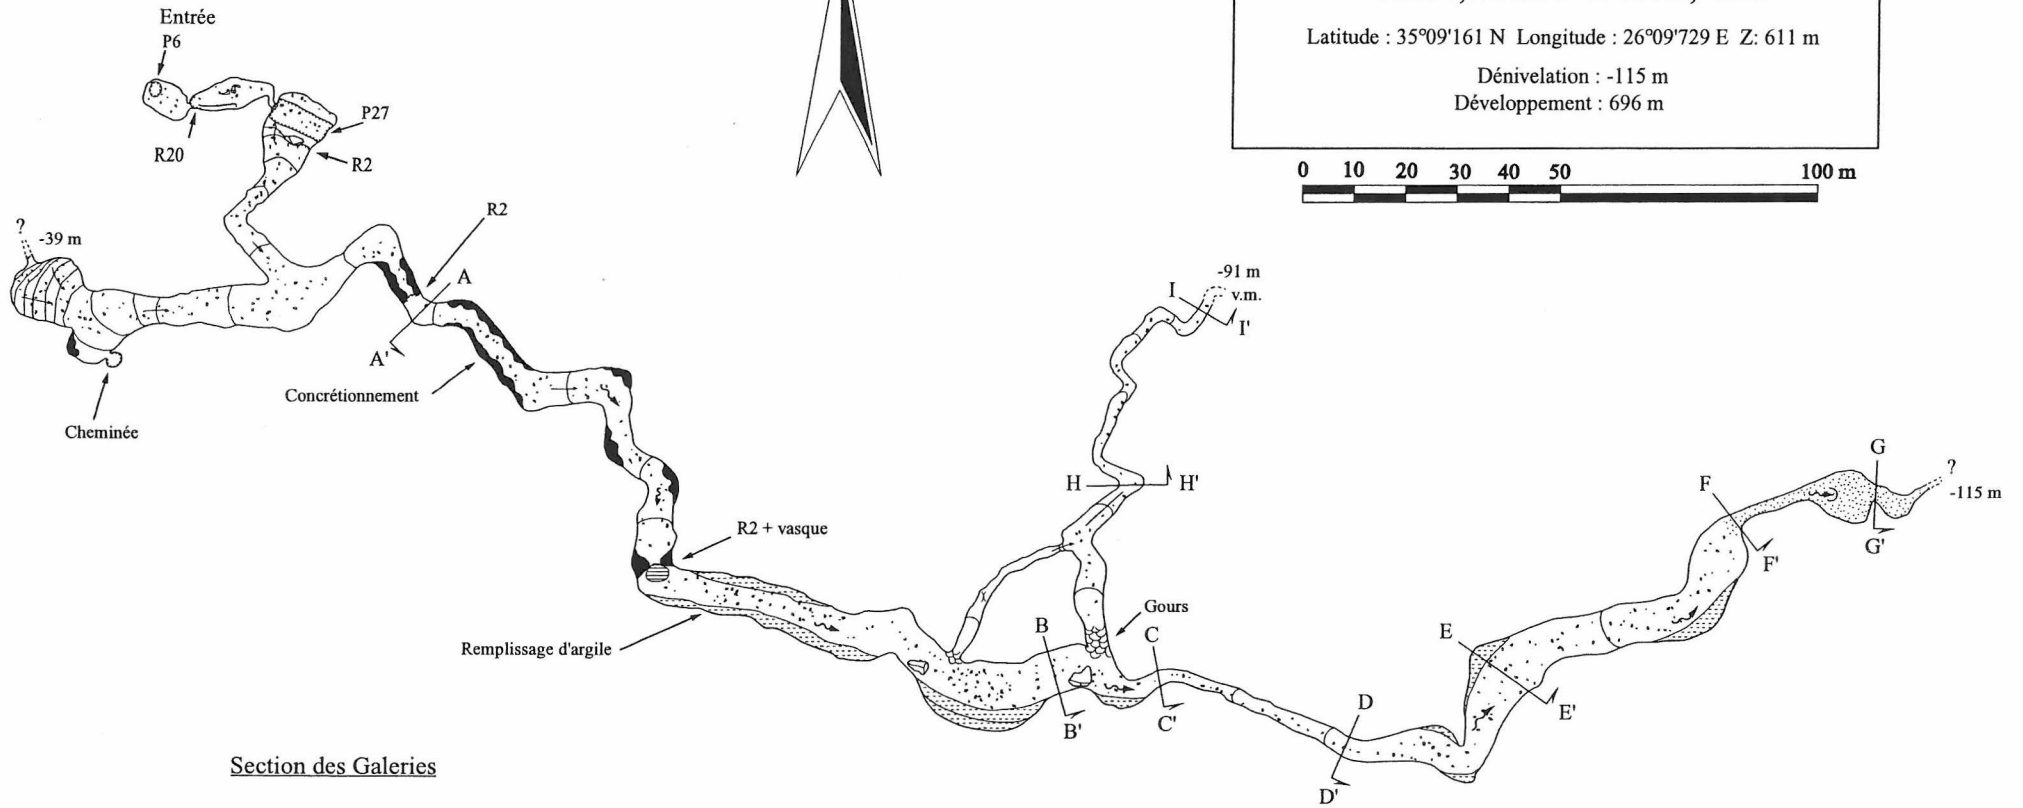 Latitude : 35°09'161 N Longitude : 26°09'729 E Z: 611 m
Dénivelation : -115 m
Développement : 696 m
0 10 20 30 40 50 100 m
Entrée
P6
P27
R20
R2
R2
?
-39 m
A
A'
Concrétionnement
Cheminée
-91 m
v.m.
I
I'
H
H'
G
?
-115 m
F
G'
F'
R2 + vasque
Gours
B
C
E
Remplissage d'argile
E'
D
B'
C'
D'
Section des Galeries